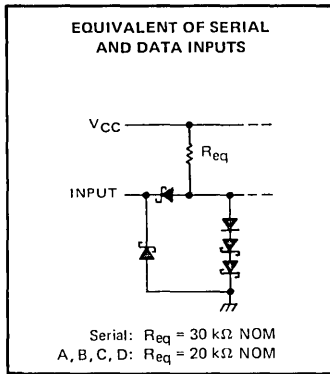 EQUIVALENT OF SERIAL
AND DATA INPUTS
VCC
Req
INPUT
Serial: Req = 30 kΩ NOM
A, B, C, D: Req = 20 kΩ NOM